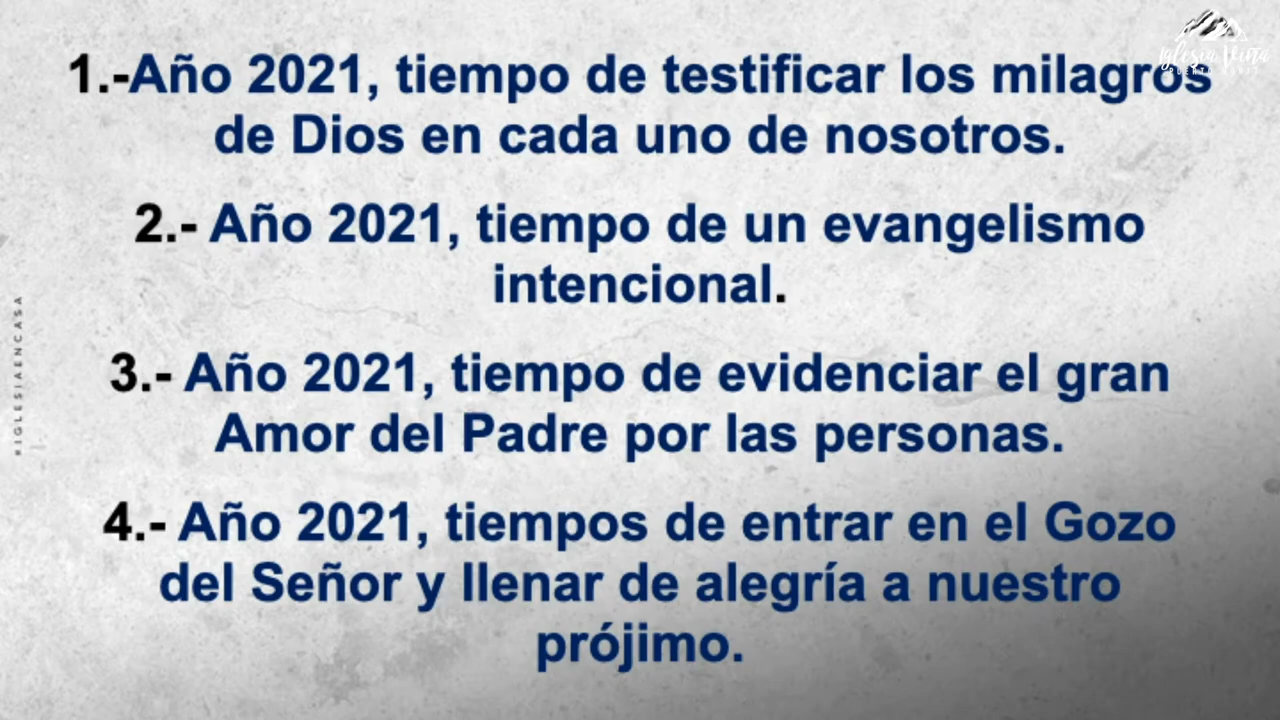 1.-Año 2021, tiempo de testificar los milagros
de Dios en cada uno de nosotros.
2.- Año 2021, tiempo de un evangelismo
intencional.
3.- Año 2021, tiempo de evidenciar el gran
Amor del Padre por las personas.
4.- Año 2021, tiempos de entrar en el Gozo
del Señor y llenar de alegría a nuestro
prójimo.
#IGLESIAENCASA
Iglesia
PUERTO